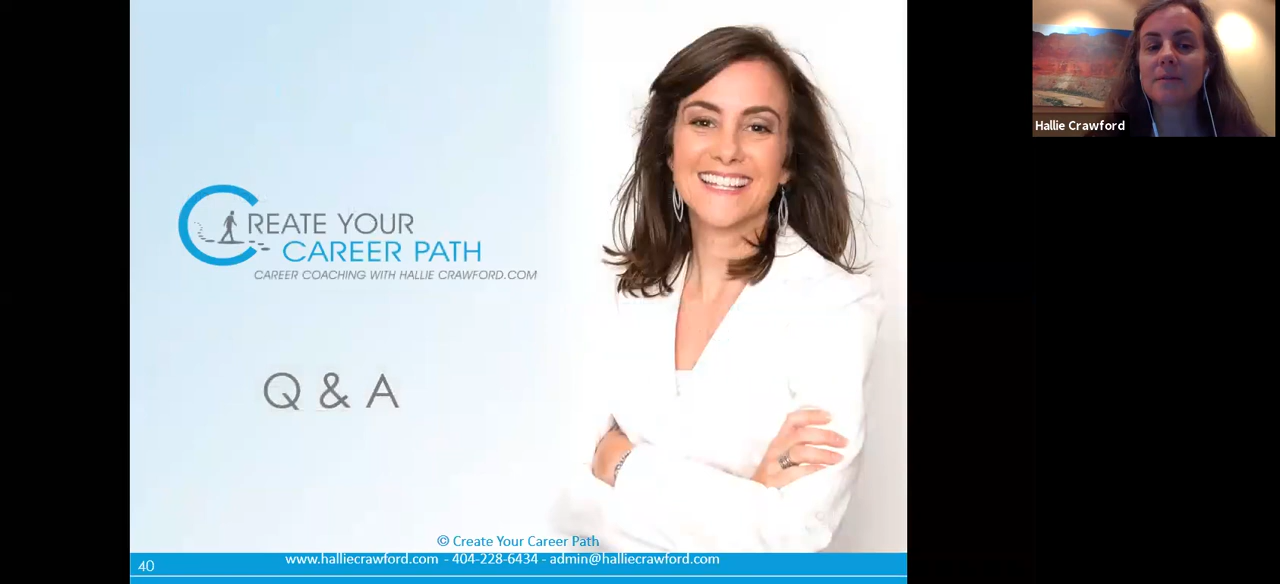 CREATE YOUR
CAREER PATH
CAREER COACHING WITH HALLIE CRAWFORD.COM
Q & A
© Create Your Career Path
www.halliecrawford.com - 404-228-6434 - admin@halliecrawford.com
40
Hallie Crawford